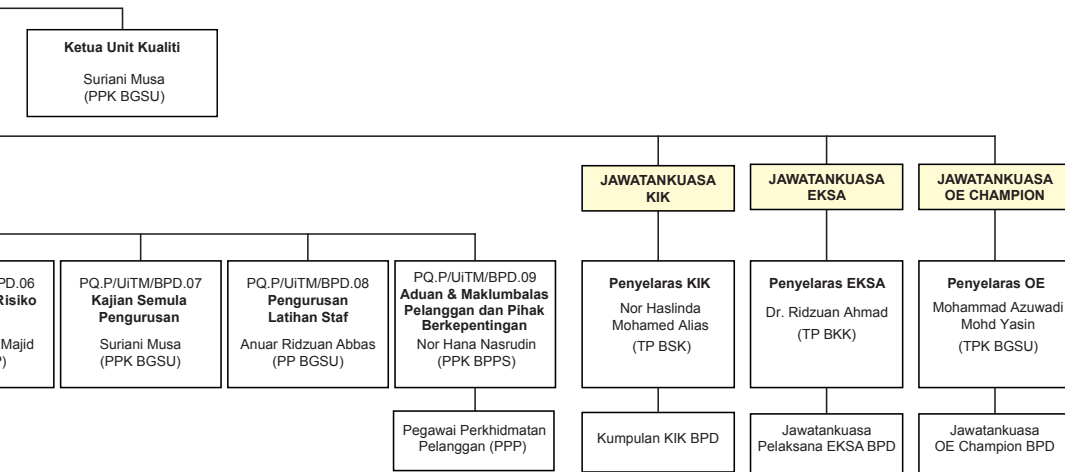 Ketua Unit Kualiti
Suriani Musa
(PPK BGSU)
JAWATANKUASA
KIK
JAWATANKUASA
EKSA
JAWATANKUASA
OE CHAMPION
PD.06
Risiko
Majid
P)
PQ.P/UiTM/BPD.07
Kajian Semula
Pengurusan
Suriani Musa
(PPK BGSU)
PQ.P/UiTM/BPD.08
Pengurusan
Latihan Staf
Anuar Ridzuan Abbas
(PP BGSU)
PQ.P/UiTM/BPD.09
Aduan & Maklumbalas
Pelanggan dan Pihak
Berkepentingan
Nor Hana Nasrudin
(PPK BPPS)
Penyelaras KIK
Nor Haslinda
Mohamed Alias
(TP BSK)
Penyelaras EKSA
Dr. Ridzuan Ahmad
(TP BKK)
Penyelaras OE
Mohammad Azuwadi
Mohd Yasin
(TPK BGSU)
Pegawai Perkhidmatan
Pelanggan (PPP)
Kumpulan KIK BPD
Jawatankuasa
Pelaksana EKSA BPD
Jawatankuasa
OE Champion BPD